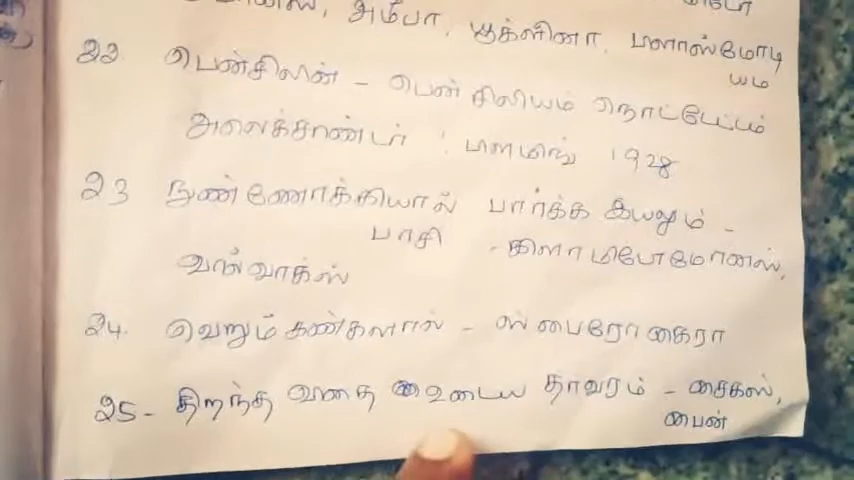 அமீபா, யூக்ளினா, பிளாஸ்மோடி
யம்
22. பென்சிலின் - பென்சிலியம் நொட்டேட்டம்
அலெக்சாண்டர் பிளமிங் 1928
23 நுண்ணோக்கியால் பார்க்க இயலும் -
பாசி - கிளாமிடோமோனஸ்,
வால்வாக்ஸ்
24. வெறும் கண்களால் - ஸ்பைரோகைரா
25- திறந்த விதை உடைய தாவரம் - சைகஸ்,
பைன்